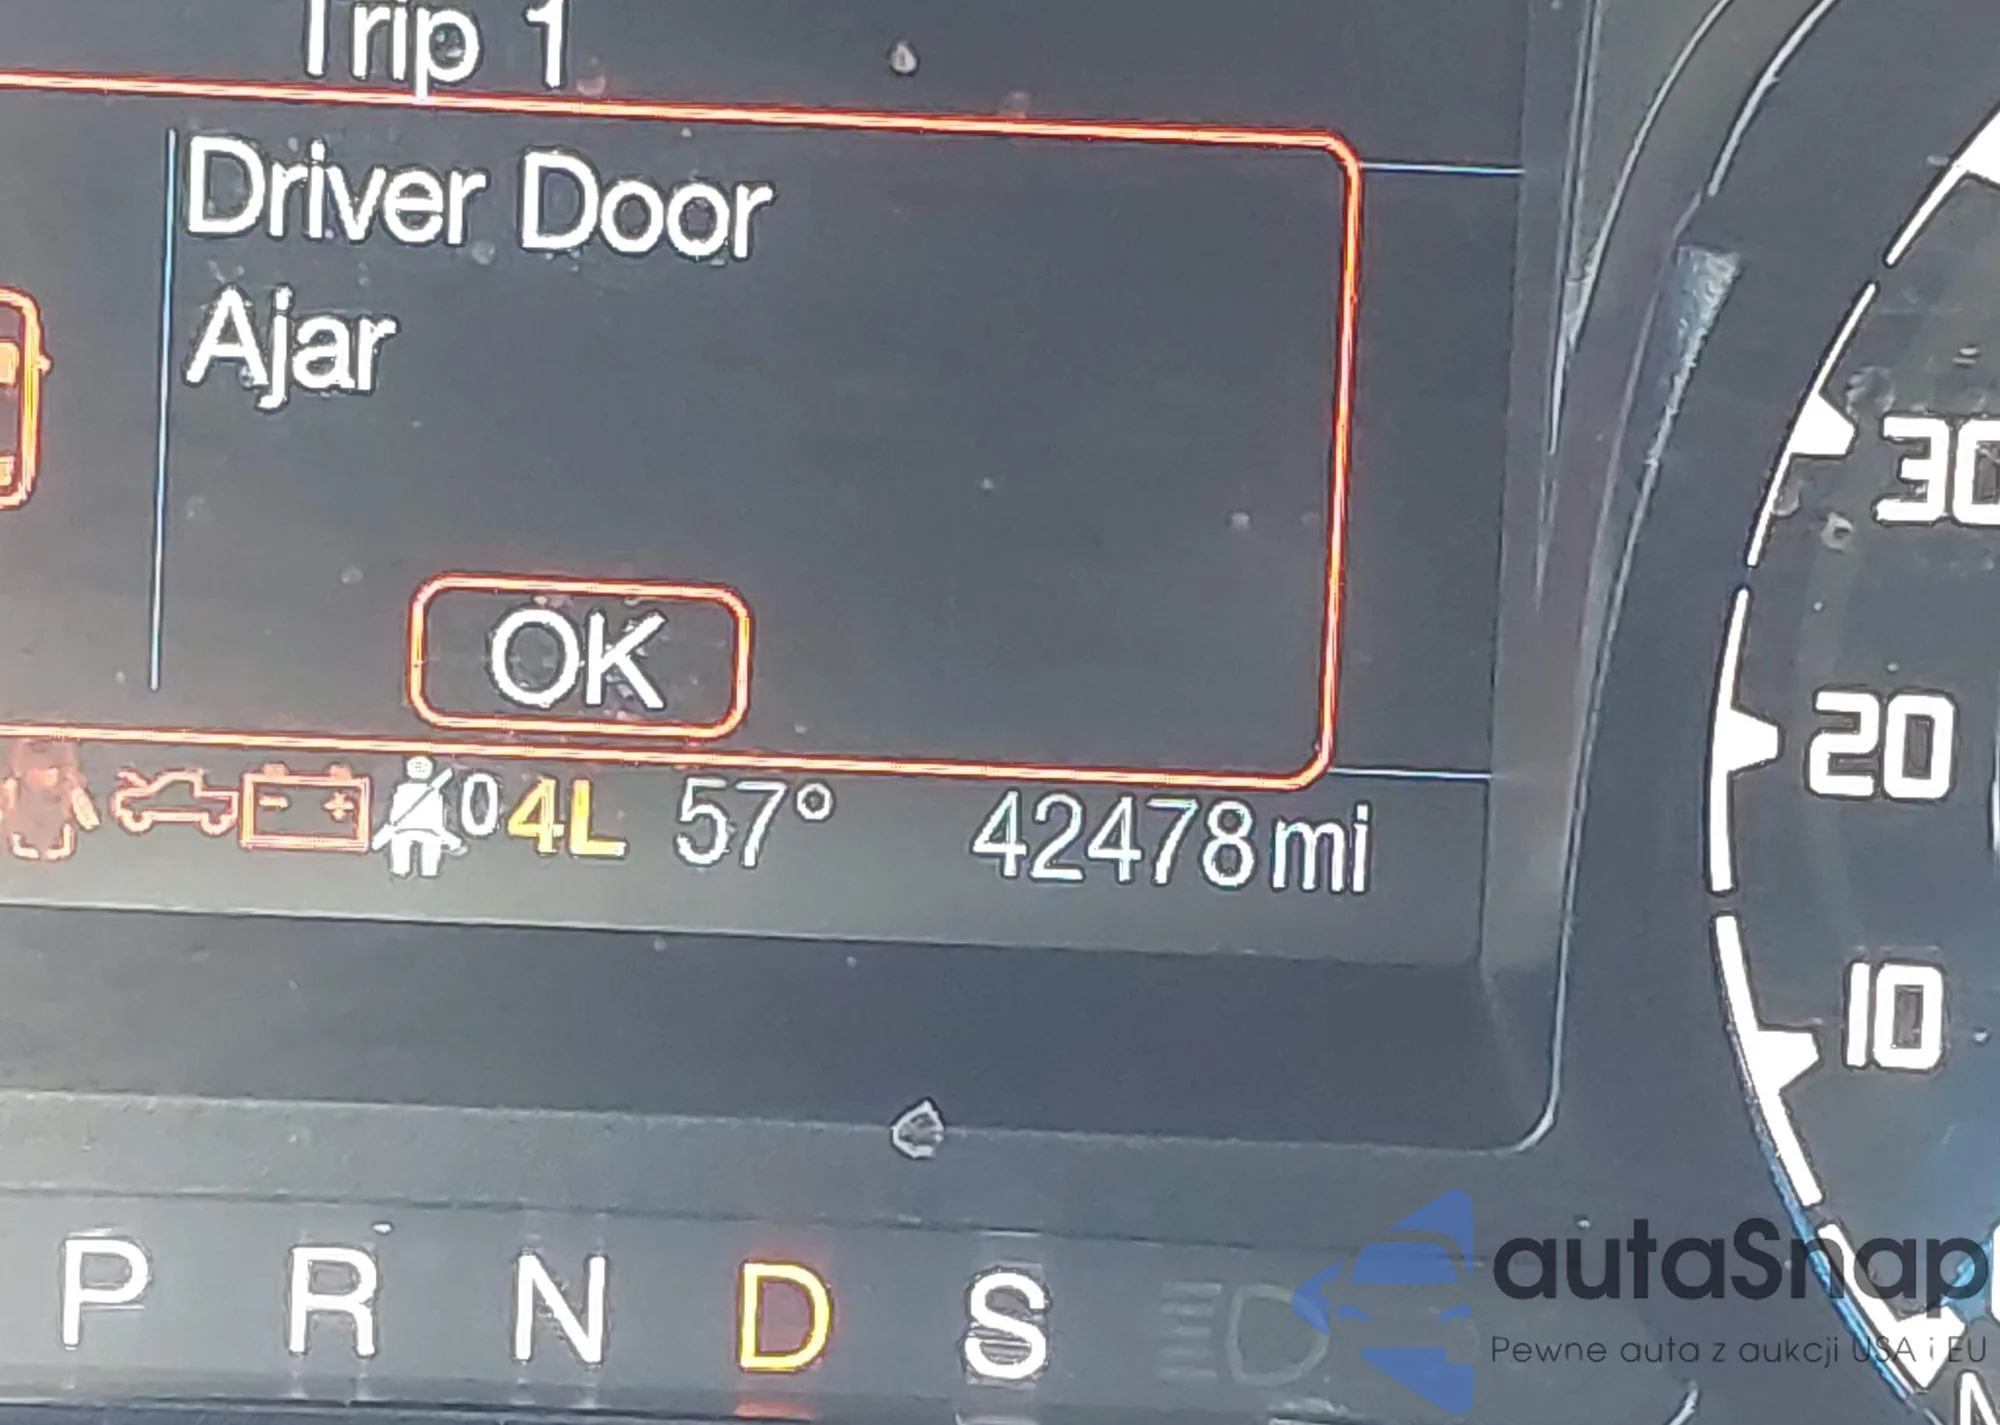 Trip 1
Driver Door
Ajar
OK
0 4L 57° 42478 mi
30
20
10
P R N D S
autaSnap
Pewne auta z aukcji USA i EU